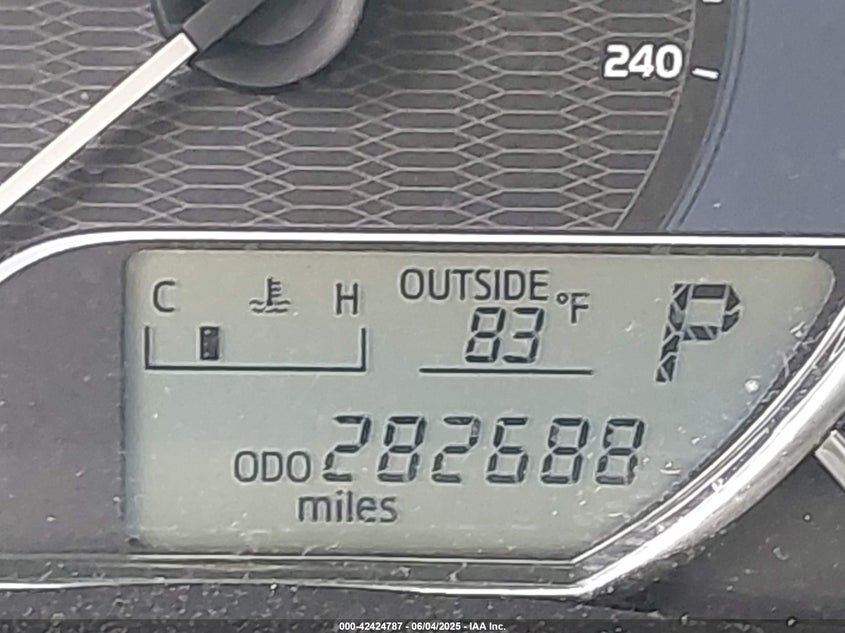 240
C H OUTSIDE °F P
83
ODO 282688
miles
000-42424787 - 06/04/2025 - IAA Inc.